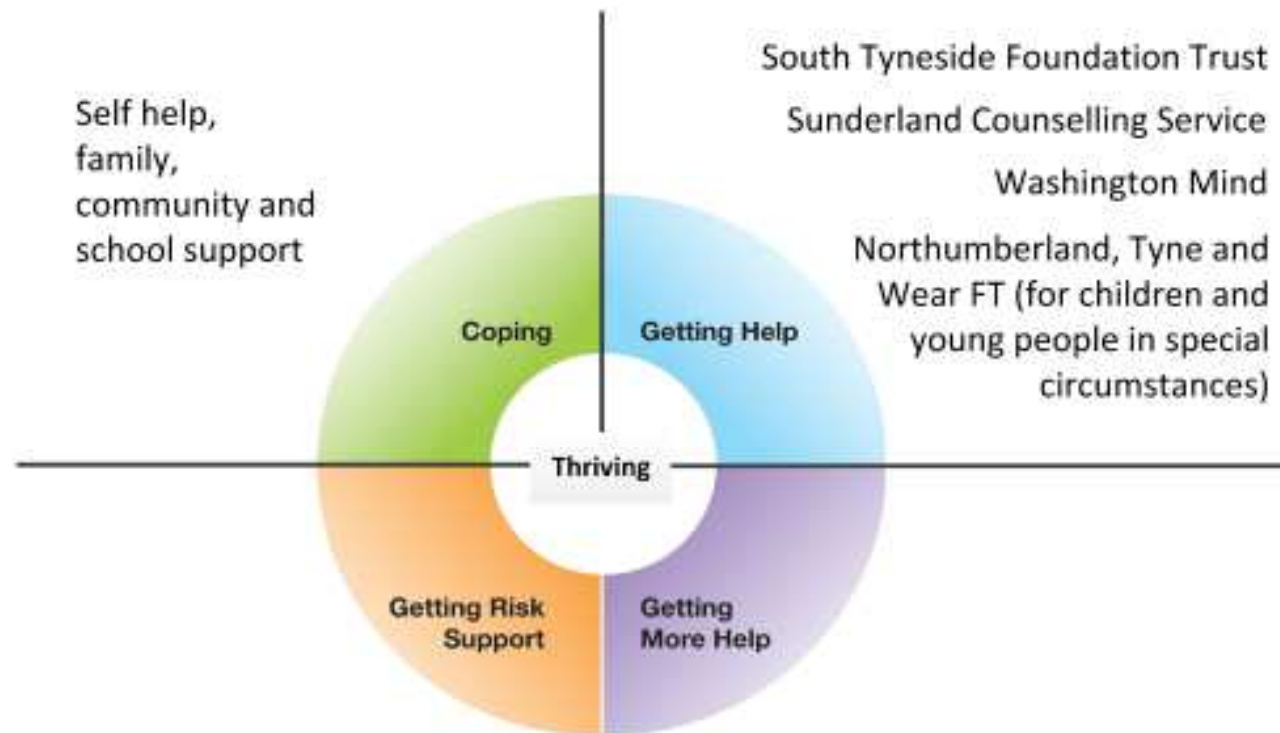 Self help,
family,
community and
school support
South Tyneside Foundation Trust
Sunderland Counselling Service
Washington Mind
Northumberland, Tyne and
Wear FT (for children and
young people in special
circumstances)
Coping
Getting Help
Thriving
Getting Risk
Support
Getting
More Help